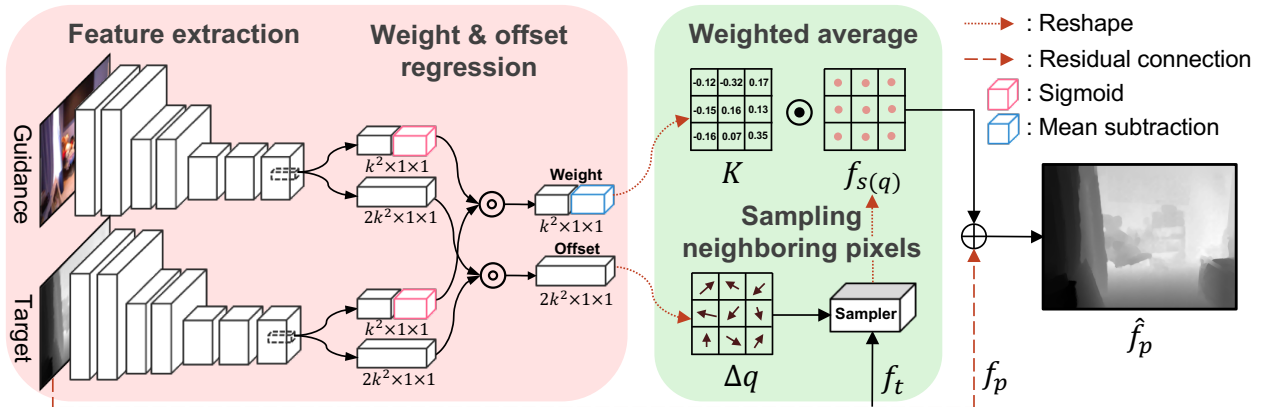 Feature extraction
Weight & offset
regression
Guidance
Target
k²×1×1
2k²×1×1
k²×1×1
2k²×1×1
Weight
k²×1×1
Offset
2k²×1×1
Weighted average
-0.12 -0.32 0.17
-0.15 0.16 0.13
-0.16 0.07 0.35
K
f_{s(q)}
Sampling
neighboring pixels
Sampler
Δq
f_t
f_p
f̂_p
: Reshape
: Residual connection
: Sigmoid
: Mean subtraction